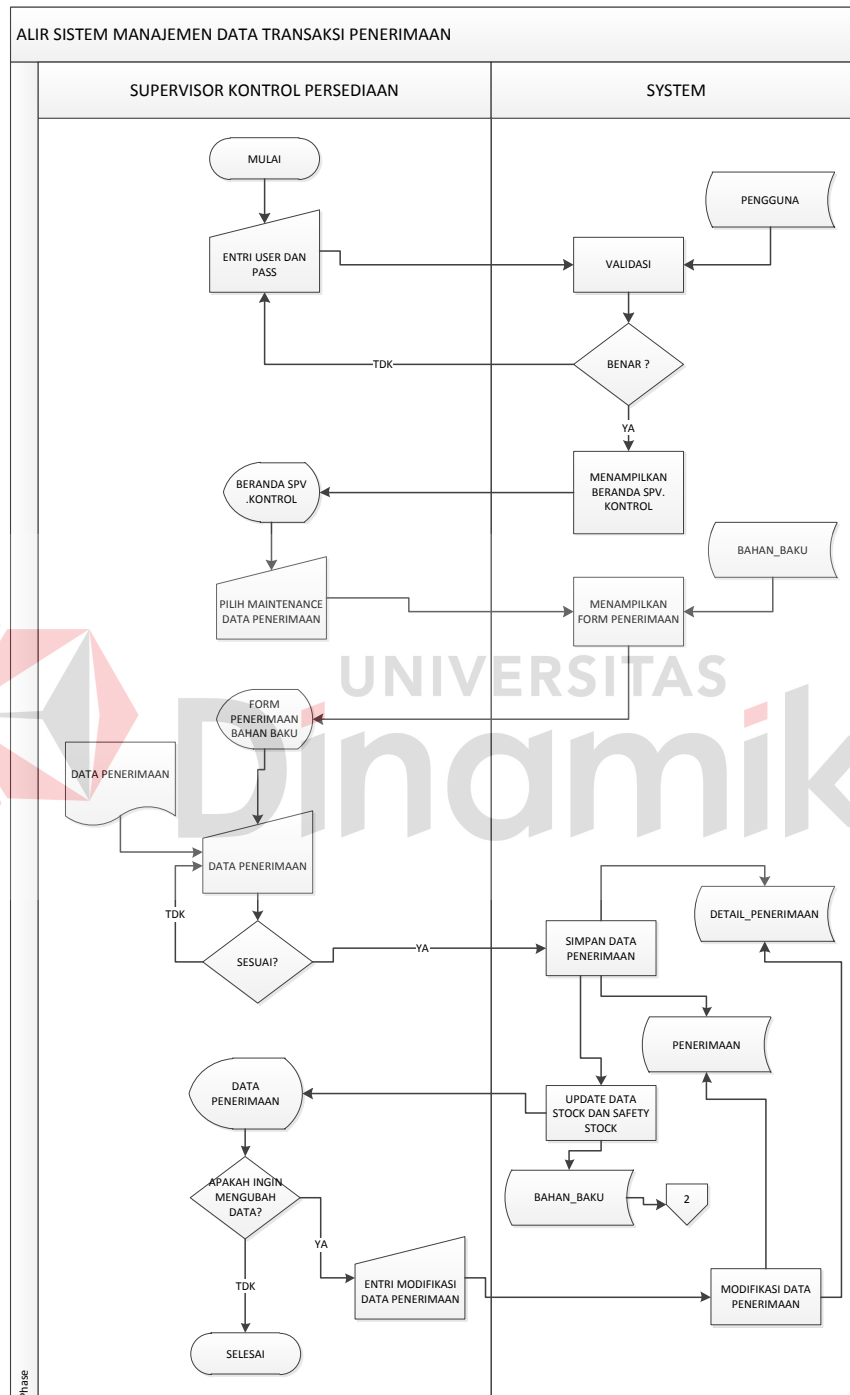 ALIR SISTEM MANAJEMEN DATA TRANSAKSI PENERIMAAN
SUPERVISOR KONTROL PERSEDIAAN
SYSTEM
MULAI
PENGGUNA
ENTRI USER DAN
PASS
VALIDASI
TDK
BENAR ?
YA
BERANDA SPV
.KONTROL
MENAMPILKAN
BERANDA SPV.
KONTROL
BAHAN_BAKU
PILIH MAINTENANCE
DATA PENERIMAAN
MENAMPILKAN
FORM PENERIMAAN
UNIVERSITAS
Dinamik
FORM
PENERIMAAN
BAHAN BAKU
DATA PENERIMAAN
DATA PENERIMAAN
TDK
SESUAI?
YA
SIMPAN DATA
PENERIMAAN
DETAIL_PENERIMAAN
PENERIMAAN
DATA
PENERIMAAN
UPDATE DATA
STOCK DAN SAFETY
STOCK
APAKAH INGIN
MENGUBAH
DATA?
BAHAN_BAKU
2
YA
TDK
ENTRI MODIFIKASI
DATA PENERIMAAN
MODIFIKASI DATA
PENERIMAAN
SELESAI
Phase